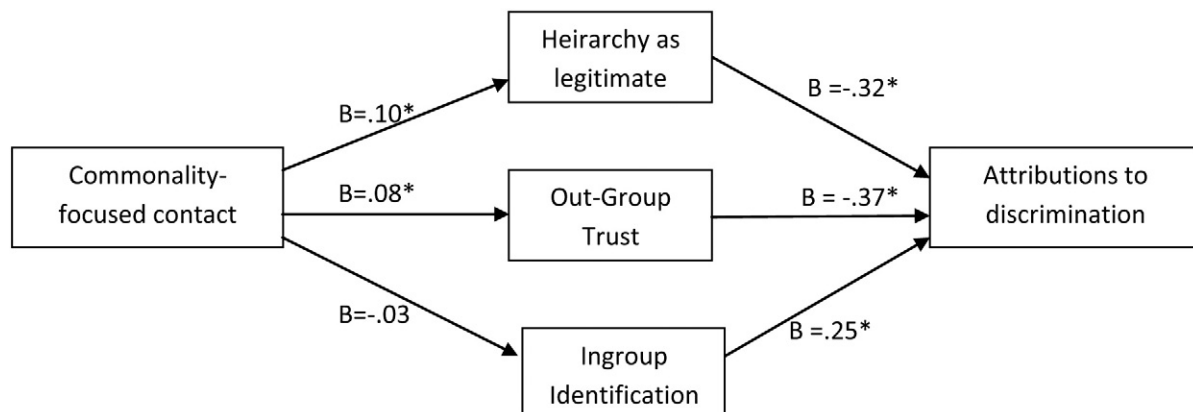 Heirarchy as
legitimate
B=.10*
B =-.32*
Commonality-
focused contact
B=.08*
Out-Group
Trust
B = -.37*
Attributions to
discrimination
B=-.03
B =.25*
Ingroup
Identification